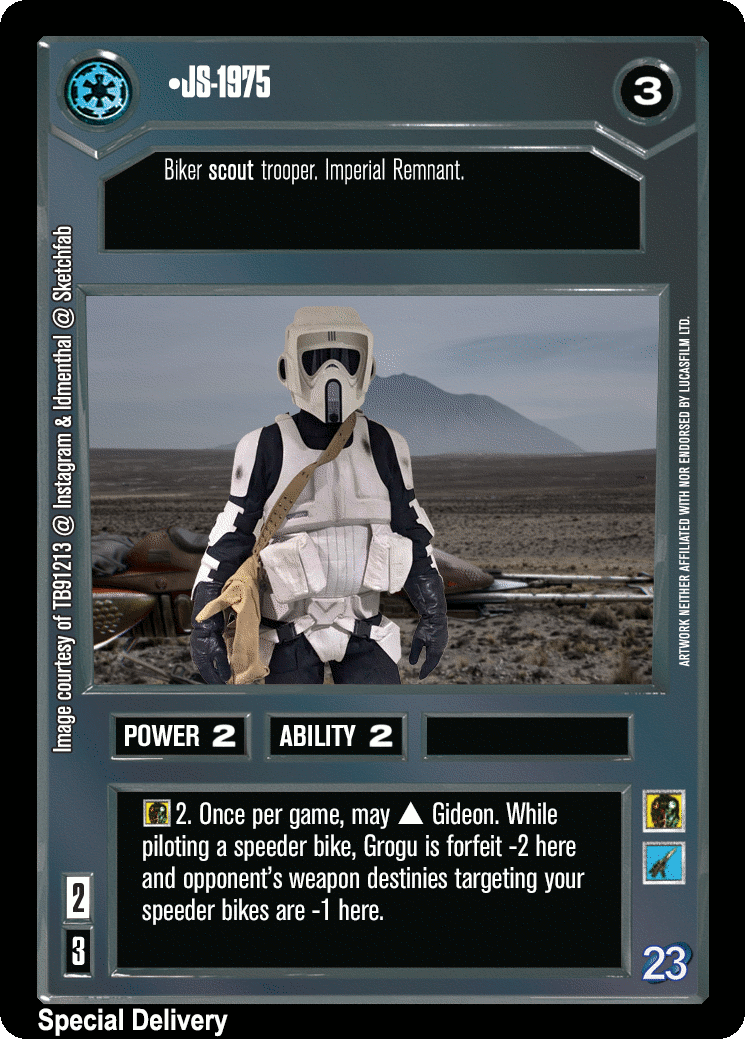 •JS-1975
3
Biker scout trooper. Imperial Remnant.
Image courtesy of TB91213 @ Instagram & Idmenthal @ Sketchfab
ARTWORK NEITHER AFFILIATED WITH NOR ENDORSED BY LUCASFILM LTD.
POWER 2
ABILITY 2
2. Once per game, may ▲ Gideon. While
piloting a speeder bike, Grogu is forfeit -2 here
and opponent's weapon destinies targeting your
speeder bikes are -1 here.
2
3
23
Special Delivery